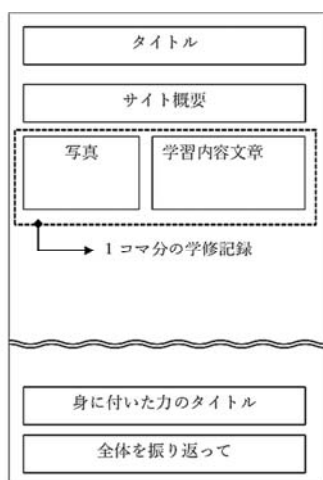 タイトル
サイト概要
写真
学習内容文章
1 コマ分の学修記録
身に付いた力のタイトル
全体を振り返って